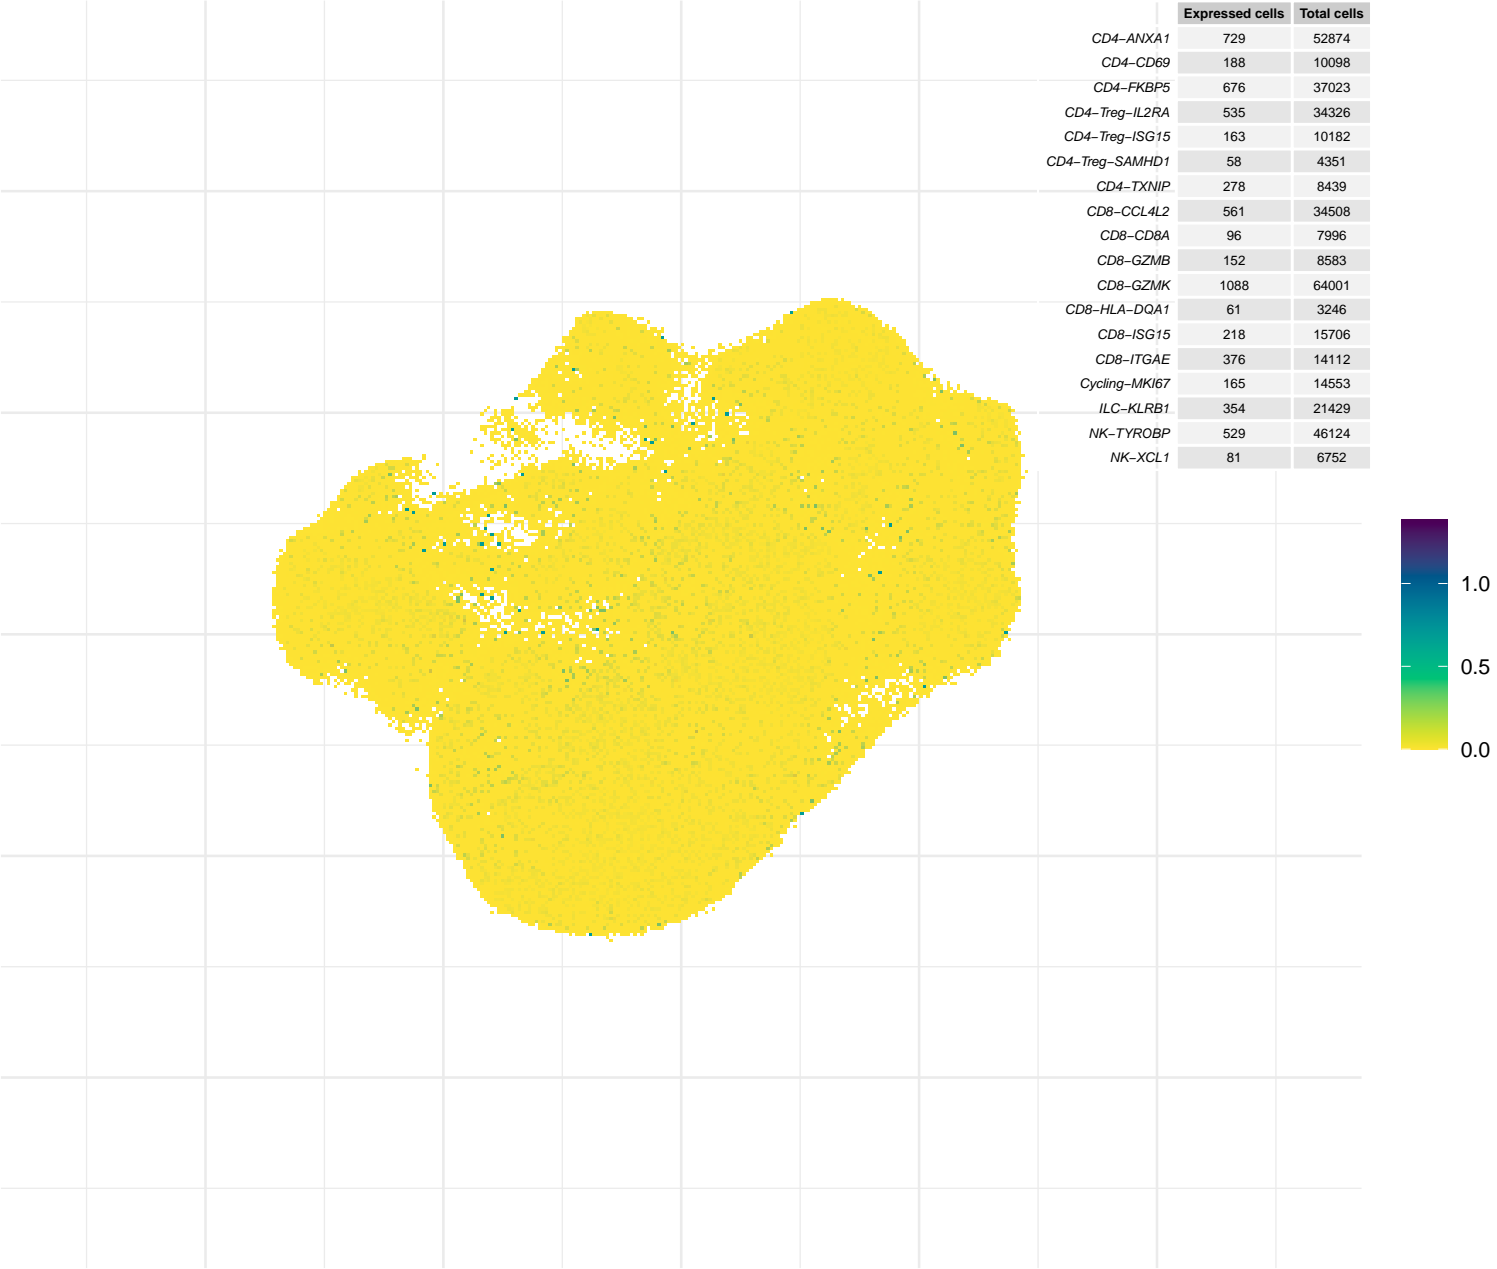 Expressed cells Total cells
CD4−ANXA1 729 52874
CD4−CD69 188 10098
CD4−FKBP5 676 37023
CD4−Treg−IL2RA 535 34326
CD4−Treg−ISG15 163 10182
CD4−Treg−SAMHD1 58 4351
CD4−TXNIP 278 8439
CD8−CCL4L2 561 34508
CD8−CD8A 96 7996
CD8−GZMB 152 8583
CD8−GZMK 1088 64001
CD8−HLA−DQA1 61 3246
CD8−ISG15 218 15706
CD8−ITGAE 376 14112
Cycling−MKI67 165 14553
ILC−KLRB1 354 21429
NK−TYROBP 529 46124
NK−XCL1 81 6752
1.0
0.5
0.0